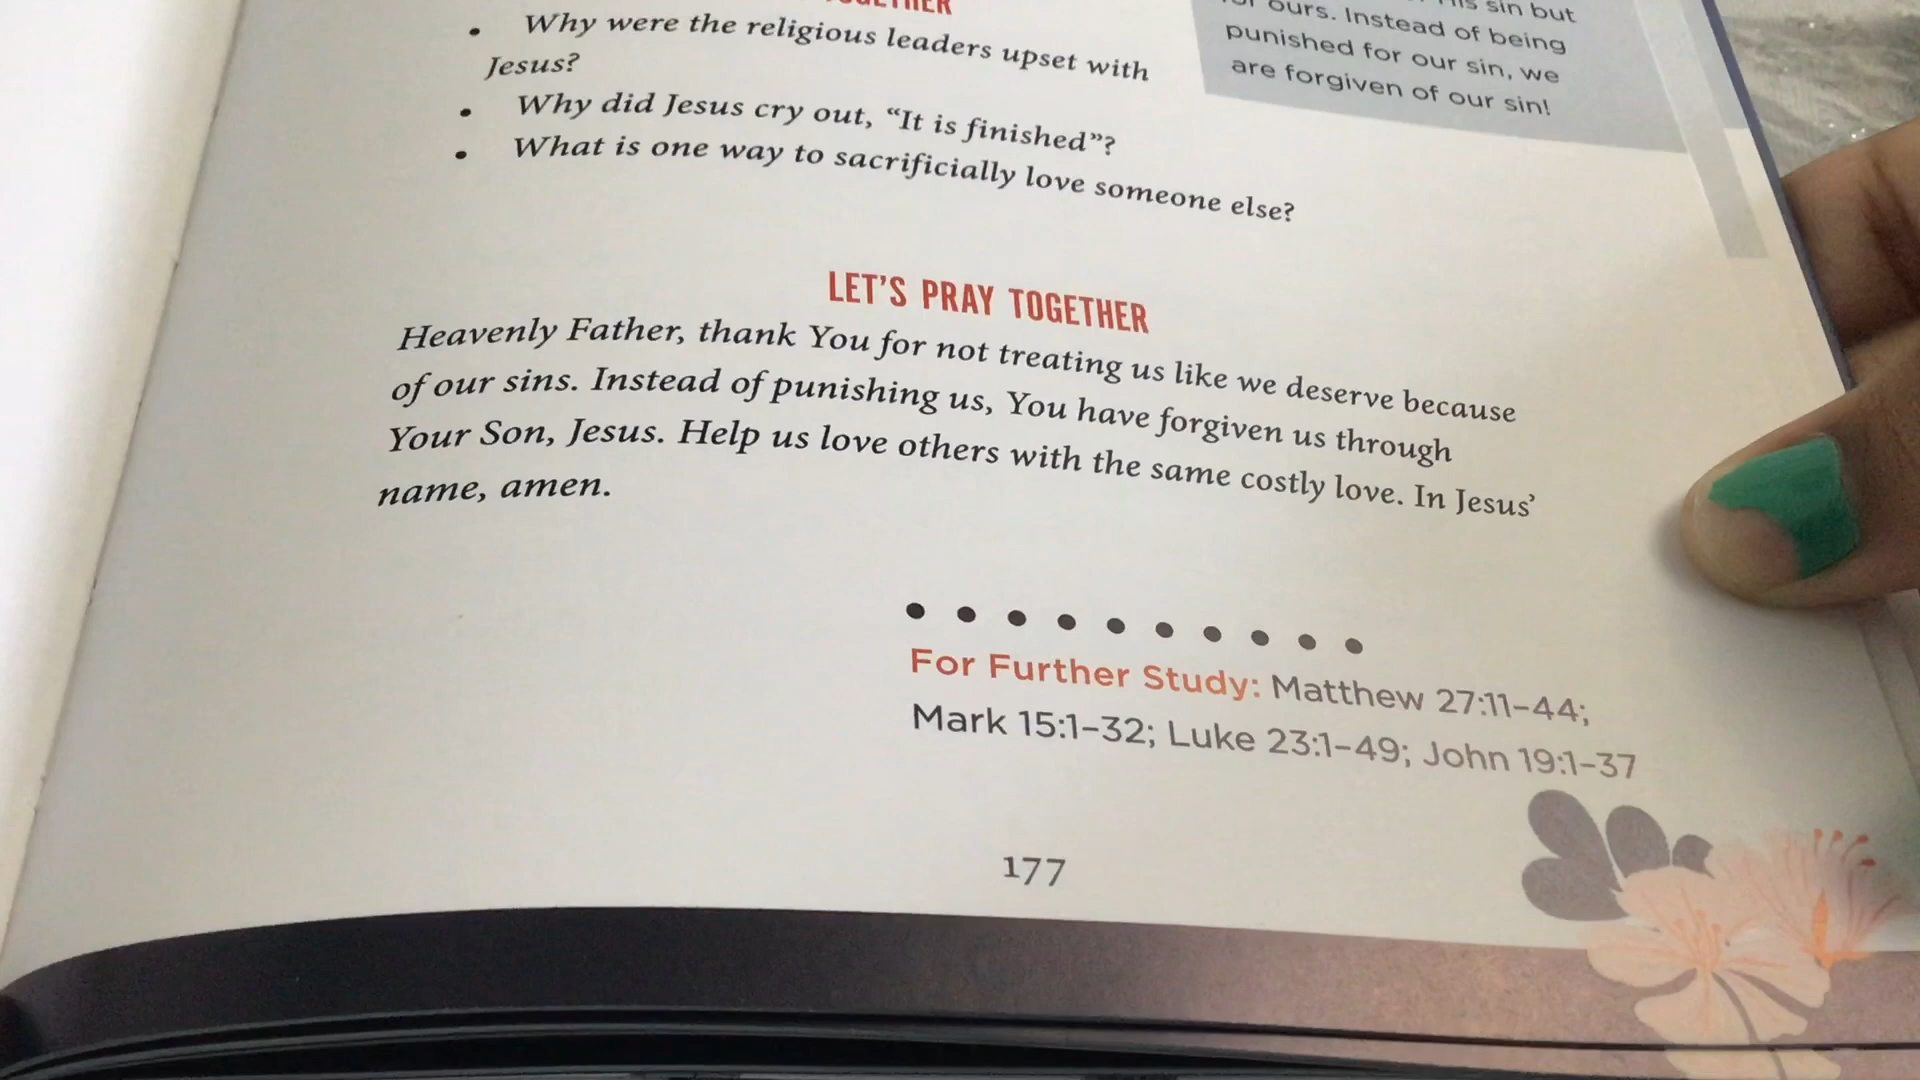 Why were the religious leaders upset with
Jesus?
Why did Jesus cry out, “It is finished”?
What is one way to sacrificially love someone else?
sin but
ours. Instead of being
punished for our sin, we
are forgiven of our sin!
LET’S PRAY TOGETHER
Heavenly Father, thank You for not treating us like we deserve because
of our sins. Instead of punishing us, You have forgiven us through
Your Son, Jesus. Help us love others with the same costly love. In Jesus’
name, amen.
For Further Study: Matthew 27:11–44;
Mark 15:1–32; Luke 23:1–49; John 19:1–37
177